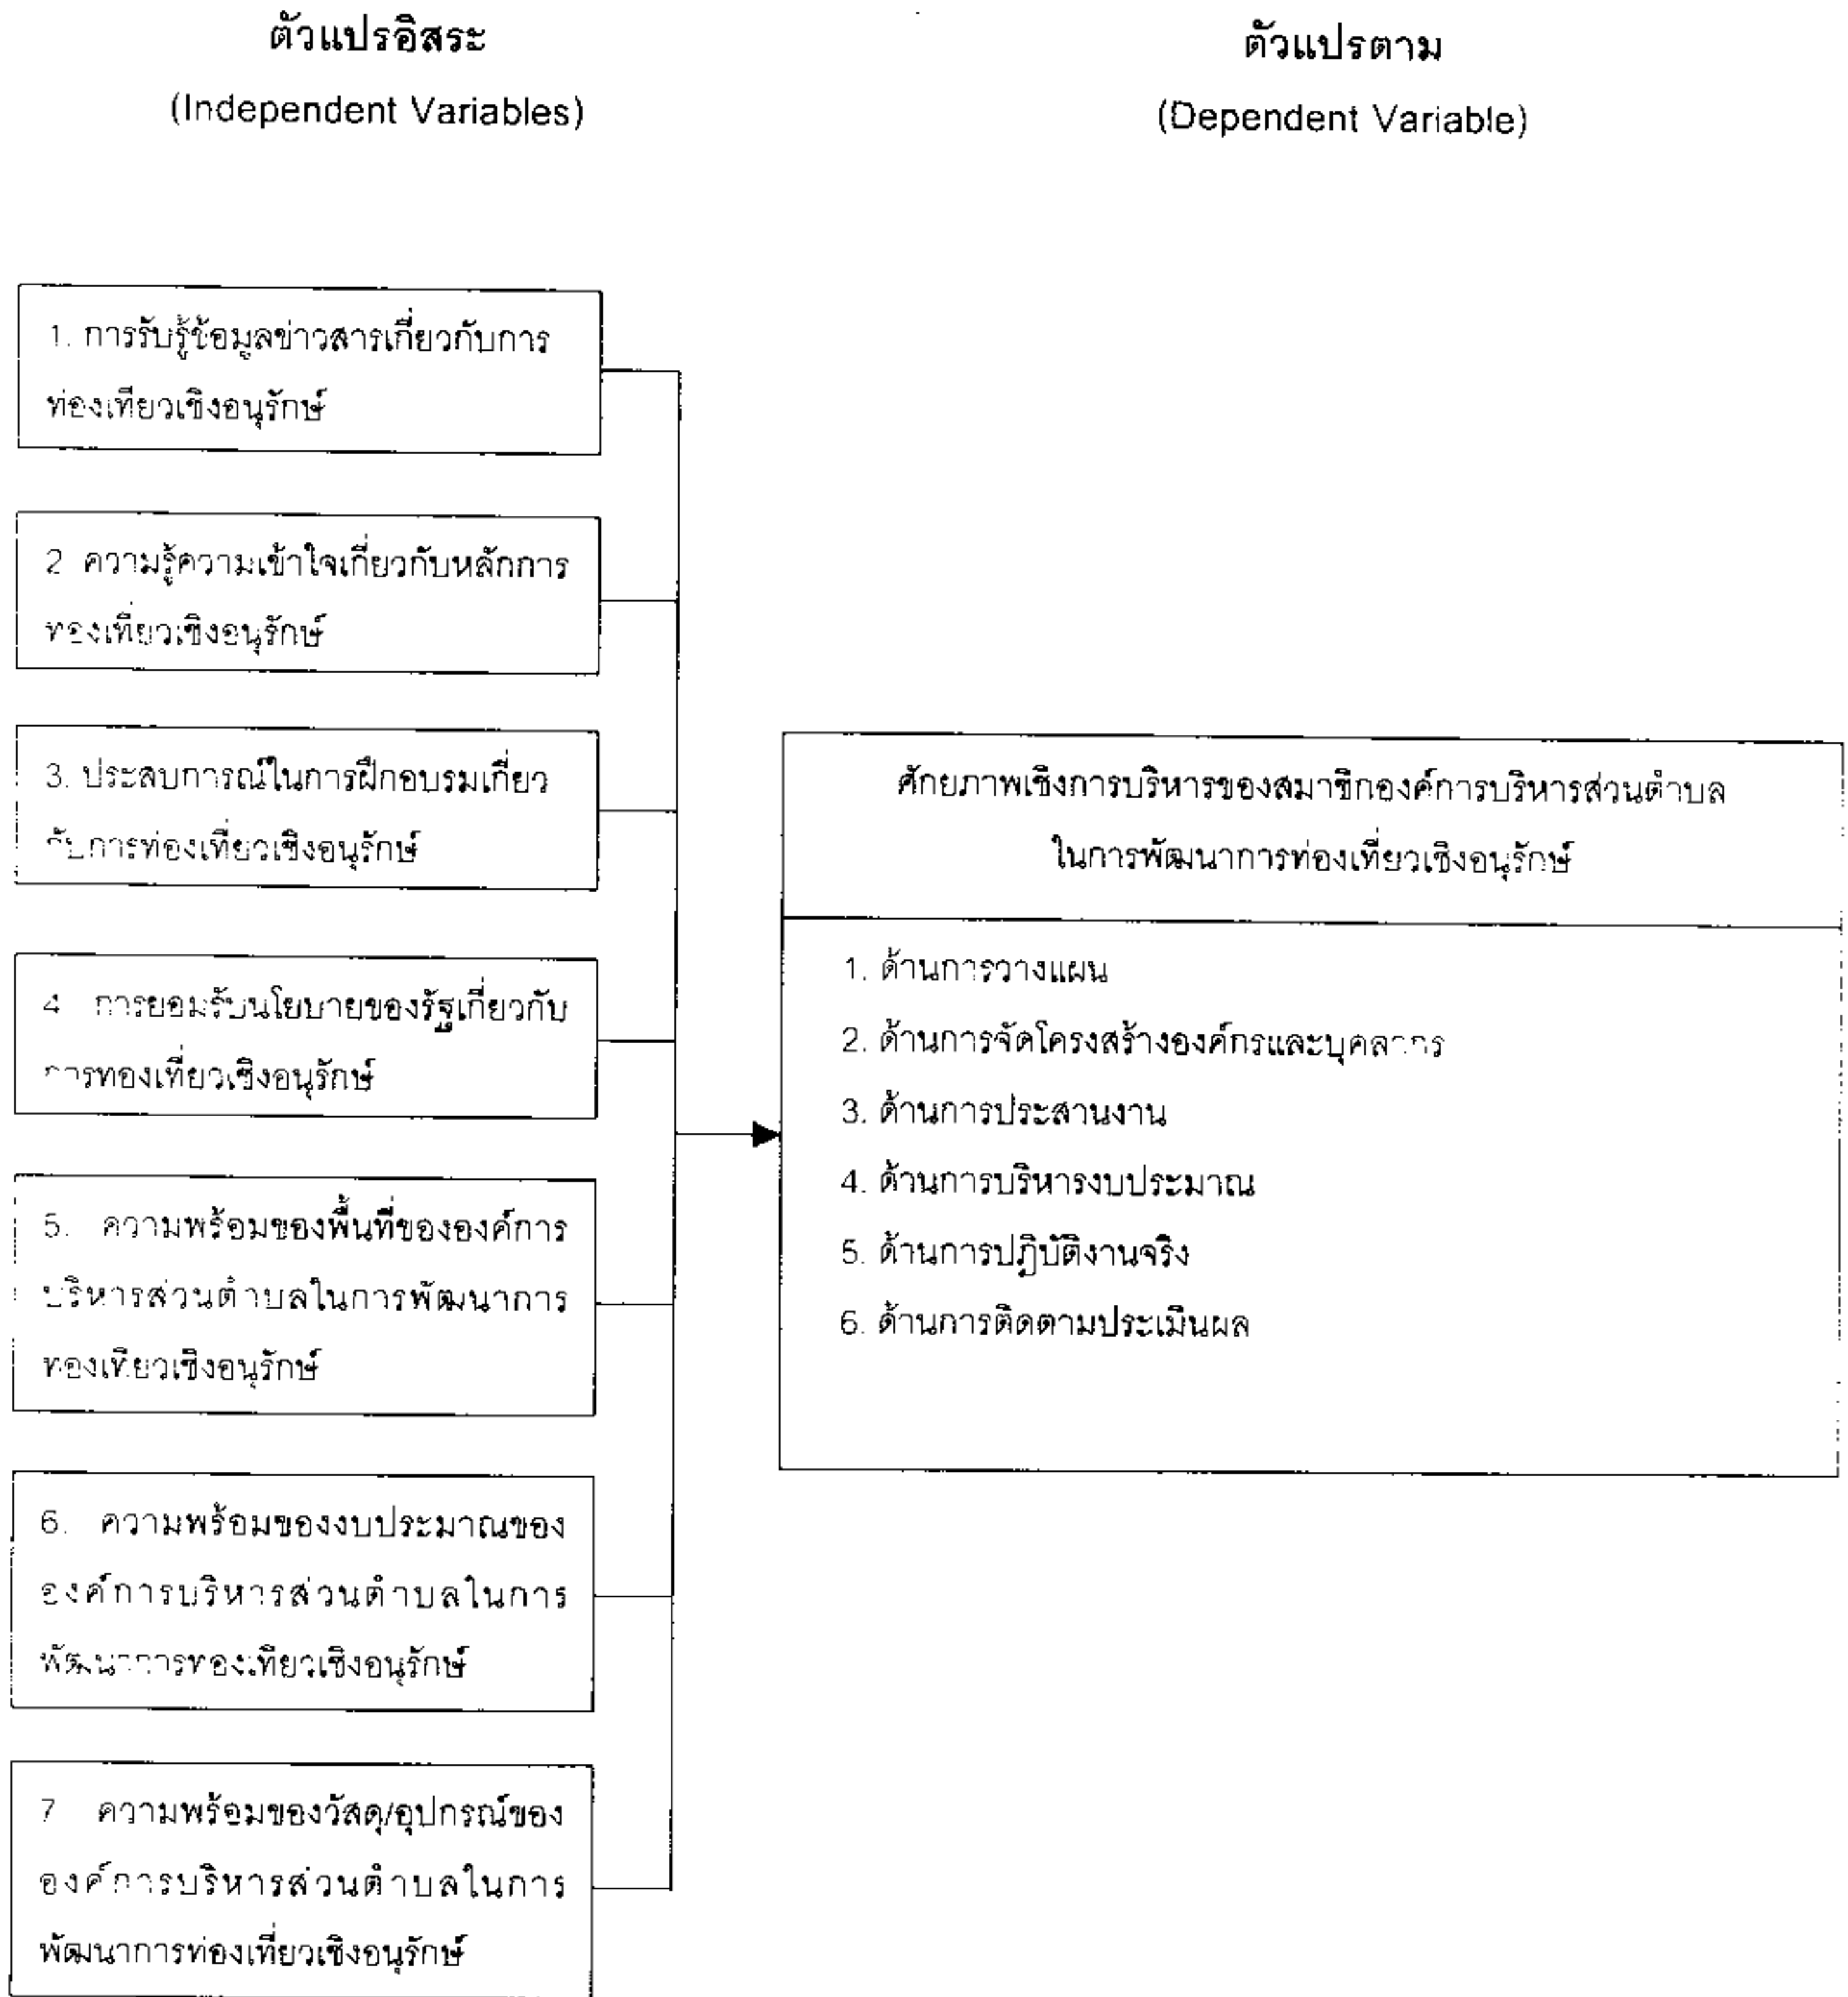 ตัวแปรอิสระ
(Independent Variables)
ตัวแปรตาม
(Dependent Variable)
1. การรับรู้ข้อมูลข่าวสารเกี่ยวกับการ
ท่องเที่ยวเชิงอนุรักษ์
2 ความรู้ความเข้าใจเกี่ยวกับหลักการ
ท่องเที่ยวเชิงอนุรักษ์
3. ประสบการณ์ในการฝึกอบรมเกี่ยว
กับการท่องเที่ยวเชิงอนุรักษ์
4 การยอมรับนโยบายของรัฐเกี่ยวกับ
การท่องเที่ยวเชิงอนุรักษ์
5. ความพร้อมของพื้นที่ขององค์การ
บริหารส่วนตำบลในการพัฒนาการ
ท่องเที่ยวเชิงอนุรักษ์
6. ความพร้อมของงบประมาณของ
องค์การบริหารส่วนตำบลในการ
พัฒนาการท่องเที่ยวเชิงอนุรักษ์
7 ความพร้อมของวัสดุ/อุปกรณ์ของ
องค์การบริหารส่วนตำบลในการ
พัฒนาการท่องเที่ยวเชิงอนุรักษ์
ศักยภาพเชิงการบริหารของสมาชิกองค์การบริหารส่วนตำบล
ในการพัฒนาการท่องเที่ยวเชิงอนุรักษ์
1. ด้านการวางแผน
2. ด้านการจัดโครงสร้างองค์กรและบุคลากร
3. ด้านการประสานงาน
4. ด้านการบริหารงบประมาณ
5. ด้านการปฏิบัติงานจริง
6. ด้านการติดตามประเมินผล